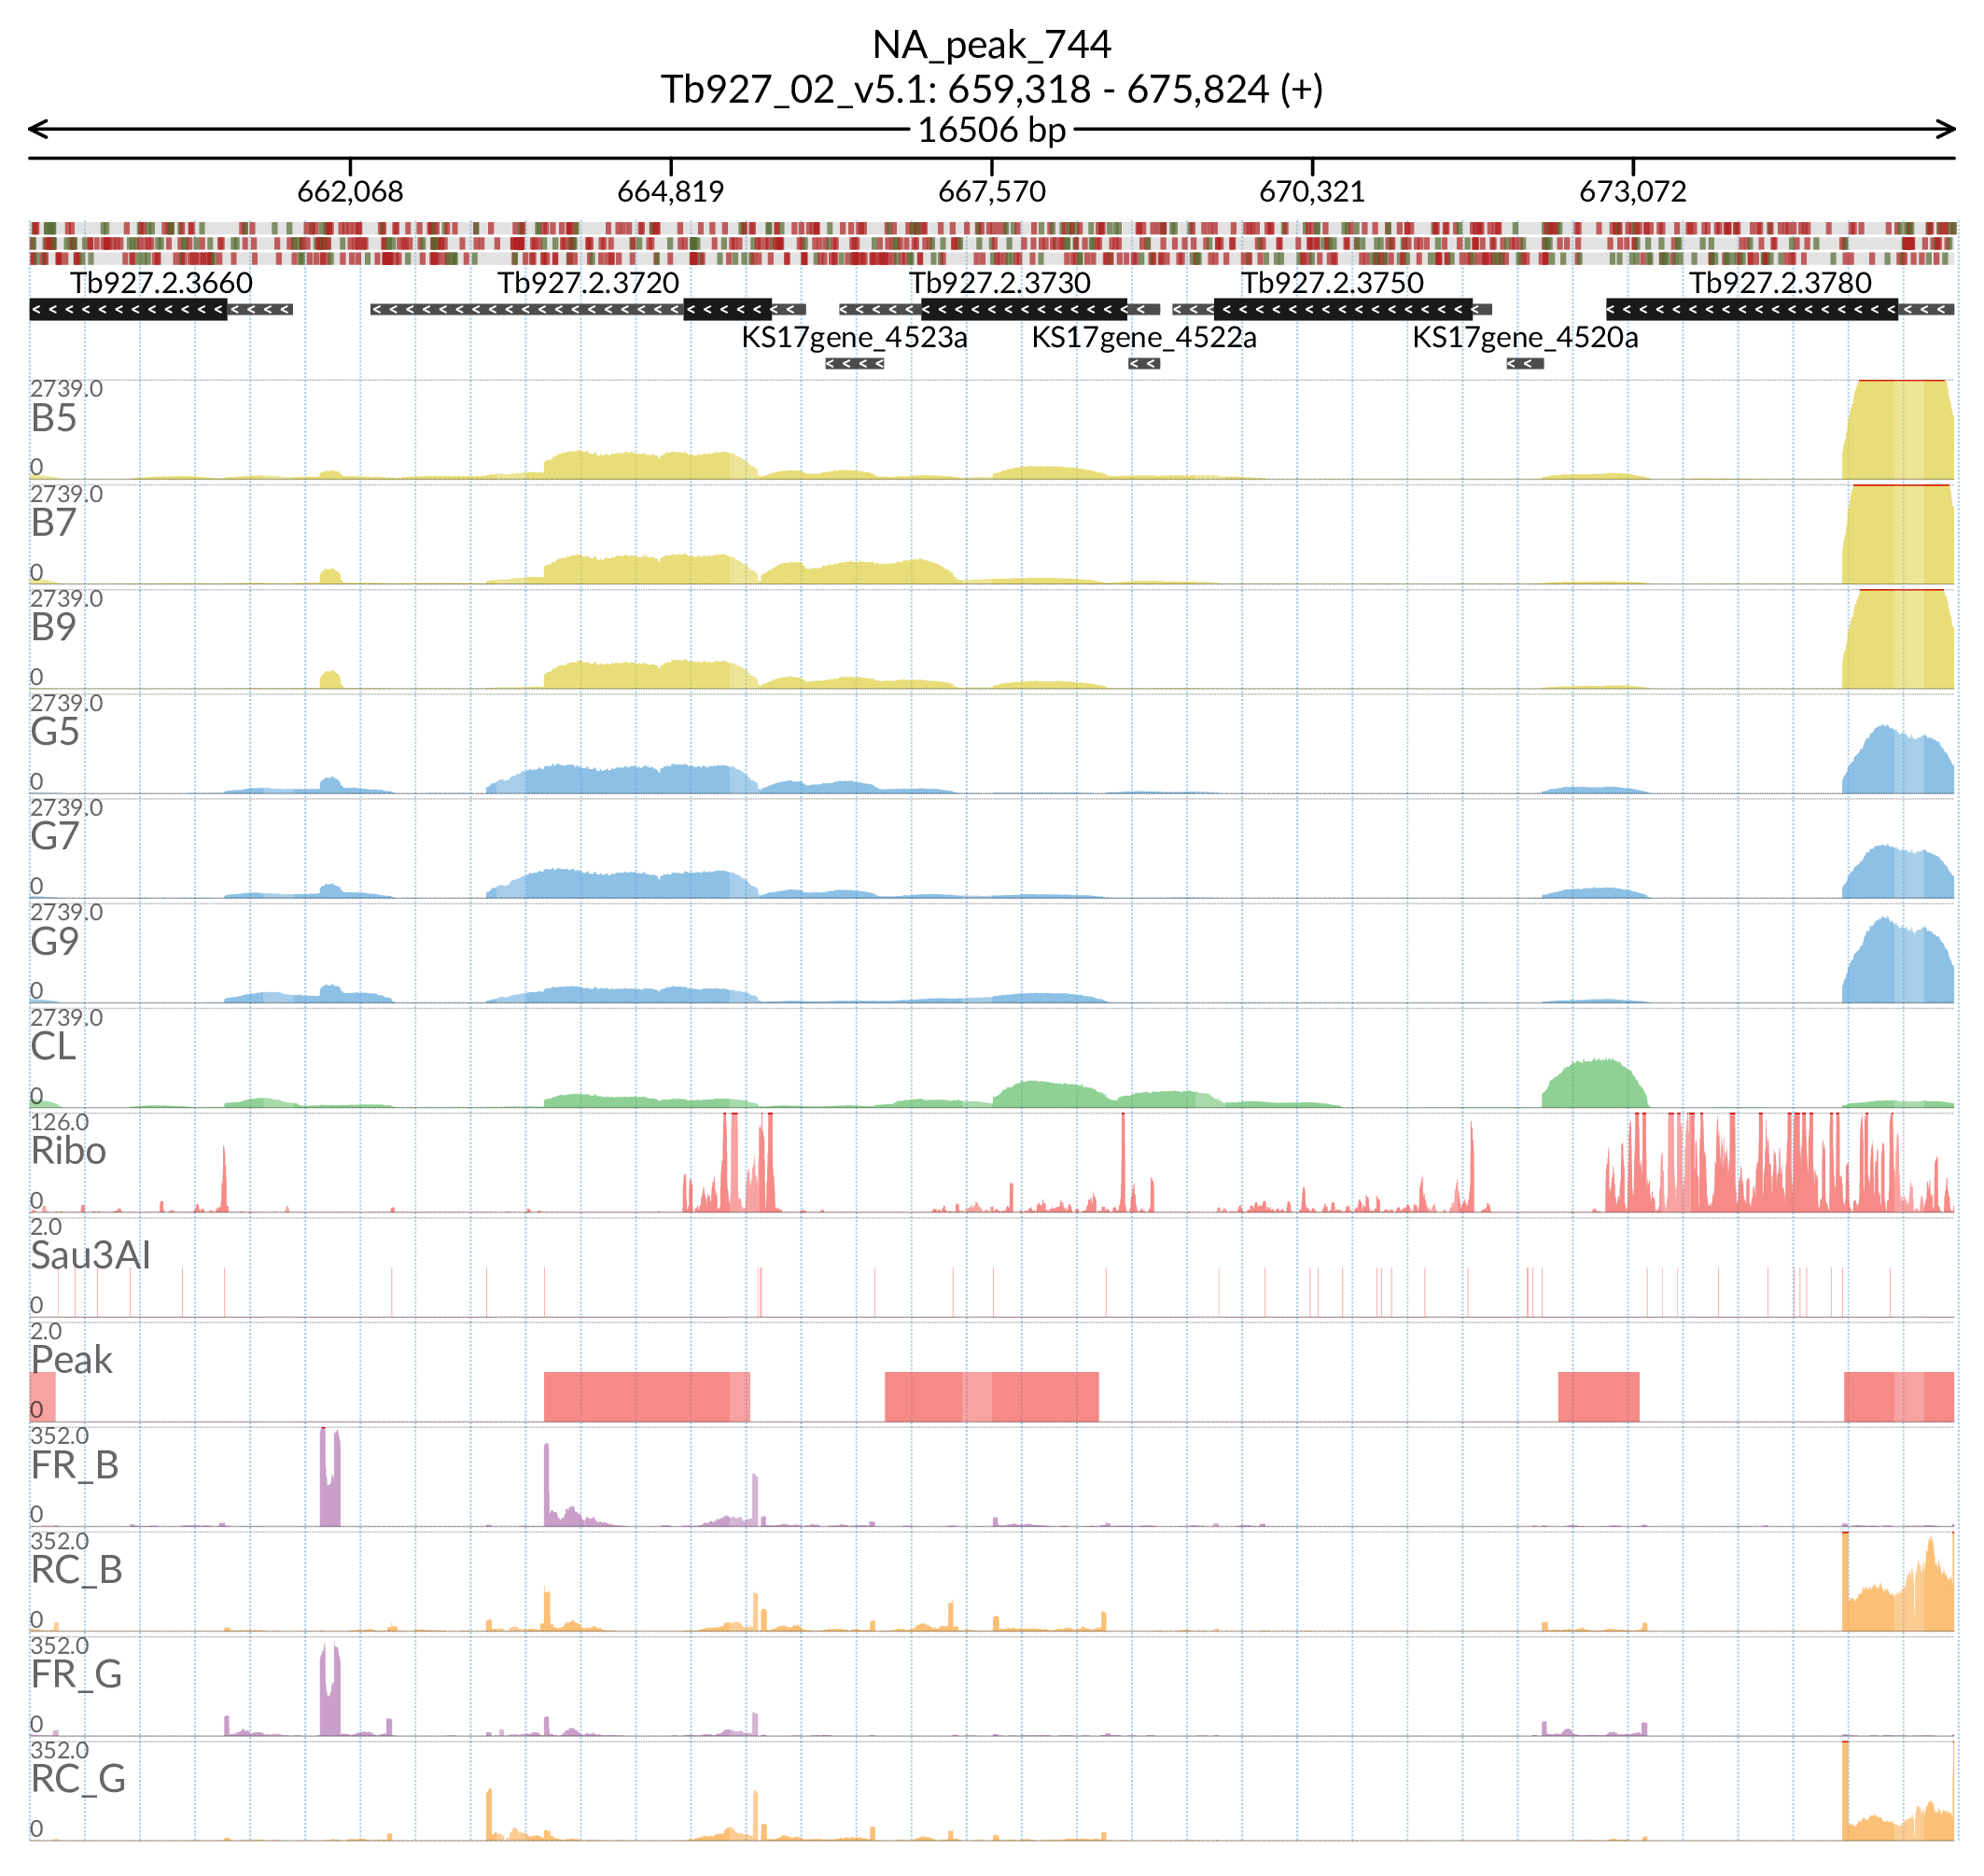 NA_peak_744
Tb927_02_v5.1: 659,318 - 675,824 (+)
16506 bp
662,068 664,819 667,570 670,321 673,072
Tb927.2.3660 Tb927.2.3720 Tb927.2.3730 Tb927.2.3750 Tb927.2.3780
KS17gene_4523a KS17gene_4522a KS17gene_4520a
2739.0
B5
0
2739.0
B7
0
2739.0
B9
0
2739.0
G5
0
2739.0
G7
0
2739.0
G9
0
2739.0
CL
0
126.0
Ribo
0
2.0
Sau3AI
0
2.0
Peak
0
352.0
FR_B
0
352.0
RC_B
0
352.0
FR_G
0
352.0
RC_G
0